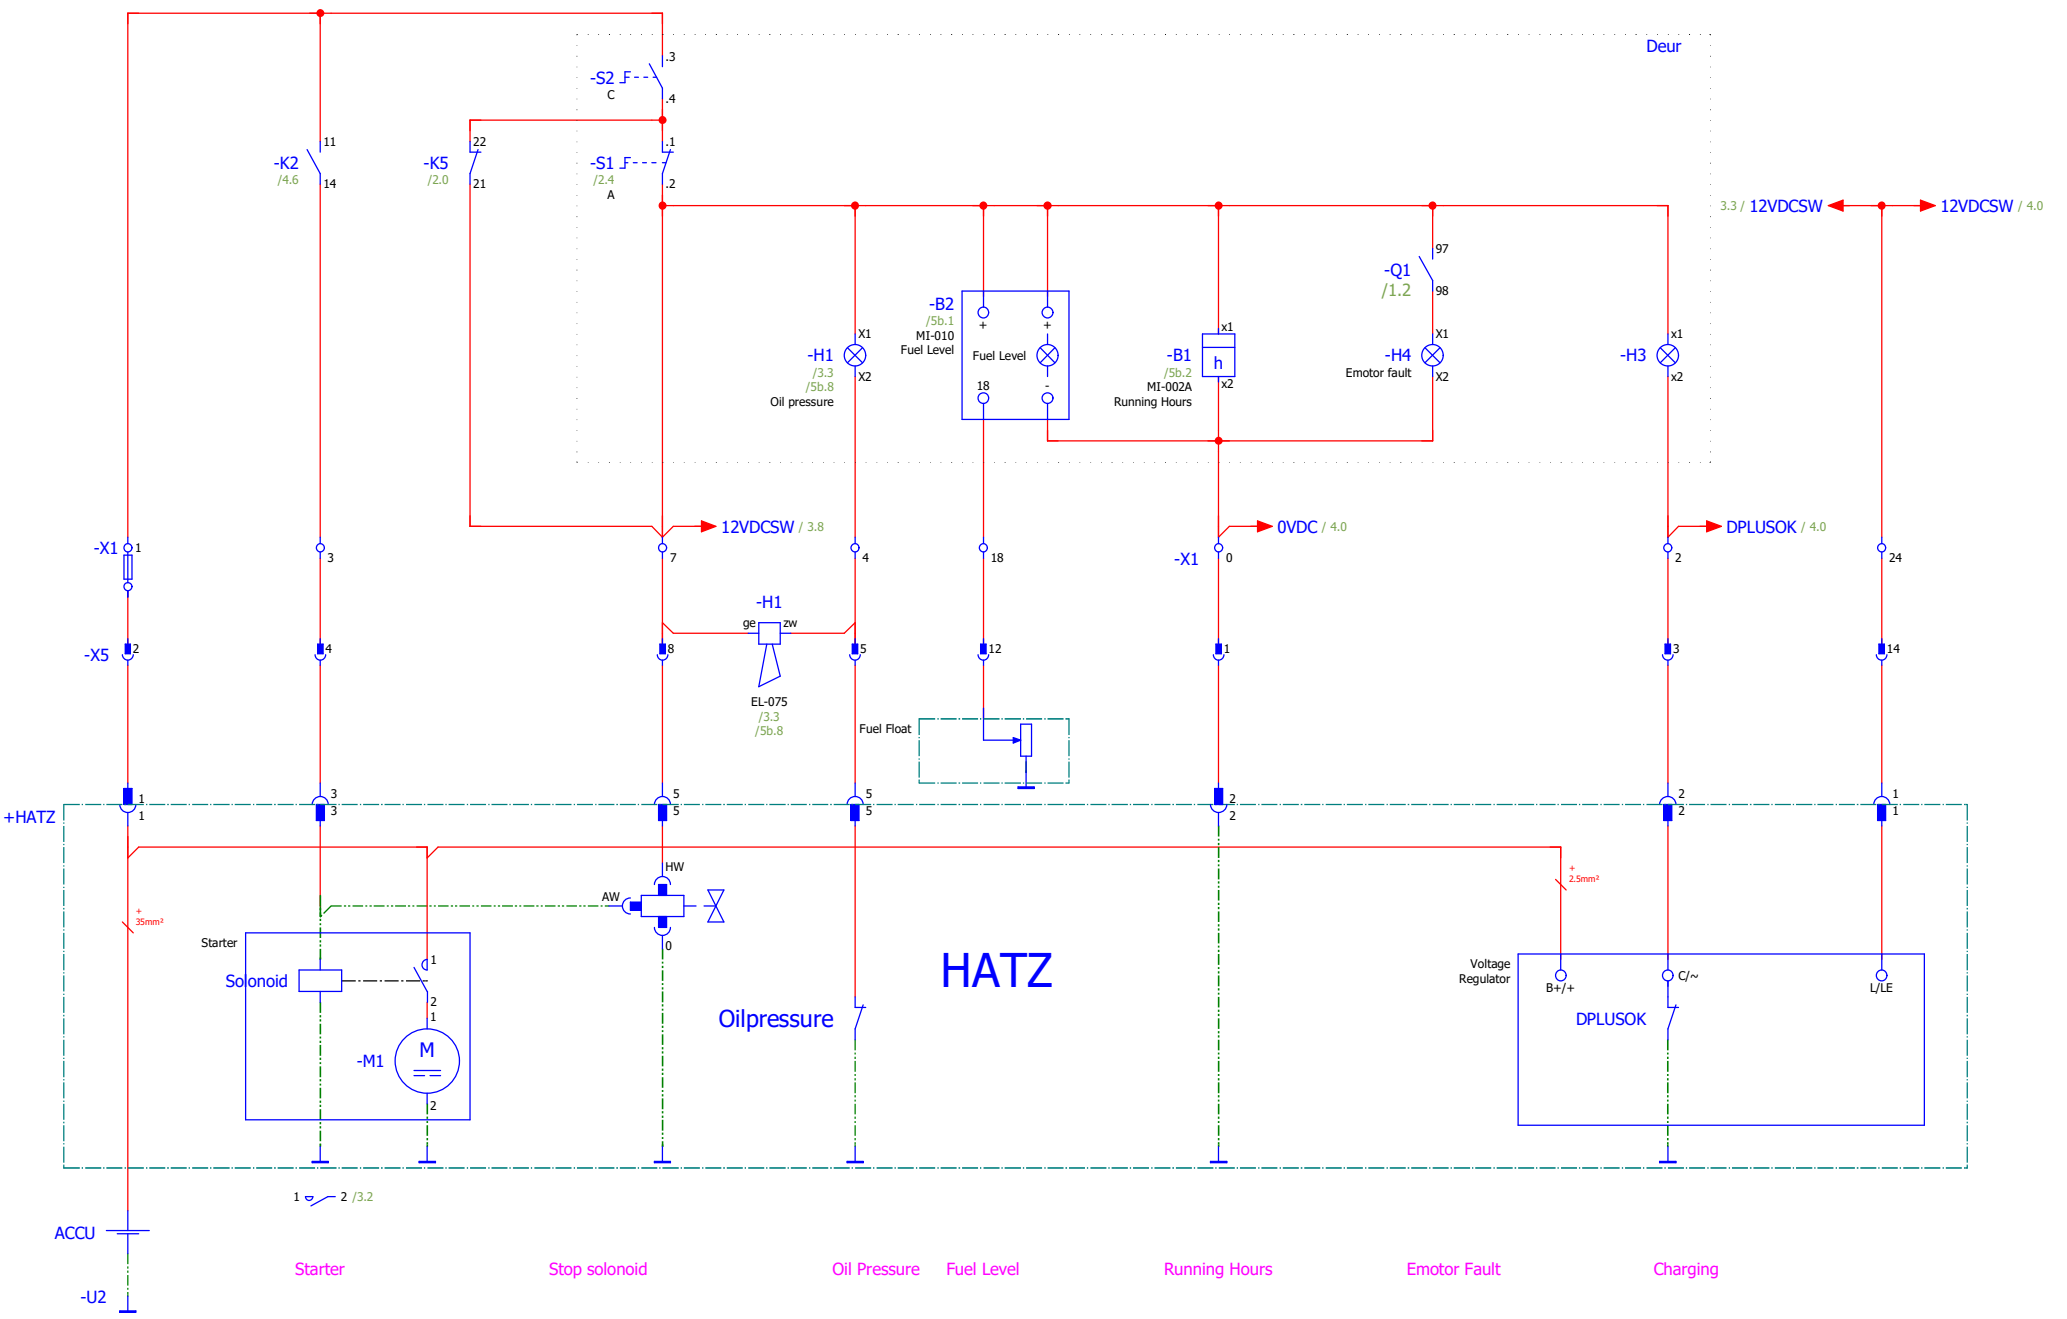 Deur
.3
-S2
C
.4
22
.1
11
-K2
/4.6
14
-K5
/2.0
21
-S1
/2.4
A
.2
3.3 / 12VDCSW
12VDCSW / 4.0
97
-Q1
/1.2
98
-B2
/5b.1
MI-010
Fuel Level
+
+
Fuel Level
18
-
X1
-H1
/3.3
/5b.8
Oil pressure
X2
x1
-B1
/5b.2
MI-002A
Running Hours
h
x2
X1
-H4
Emotor fault
X2
x1
-H3
x2
12VDCSW / 3.8
0VDC / 4.0
DPLUSOK / 4.0
-X1
1
3
7
4
18
-X1
0
2
24
-H1
ge
zw
-X5
2
4
8
5
12
1
3
14
EL-075
/3.3
/5b.8
Fuel Float
+HATZ
1
1
3
3
5
5
5
5
2
2
2
2
1
1
HW
AW
0
+
35mm²
+
2.5mm²
Starter
Solonoid
1
2
1
-M1
M
2
HATZ
Oilpressure
Voltage
Regulator
B+/+
C/~
L/LE
DPLUSOK
1
2 /3.2
ACCU
-U2
Starter
Stop solonoid
Oil Pressure
Fuel Level
Running Hours
Emotor Fault
Charging